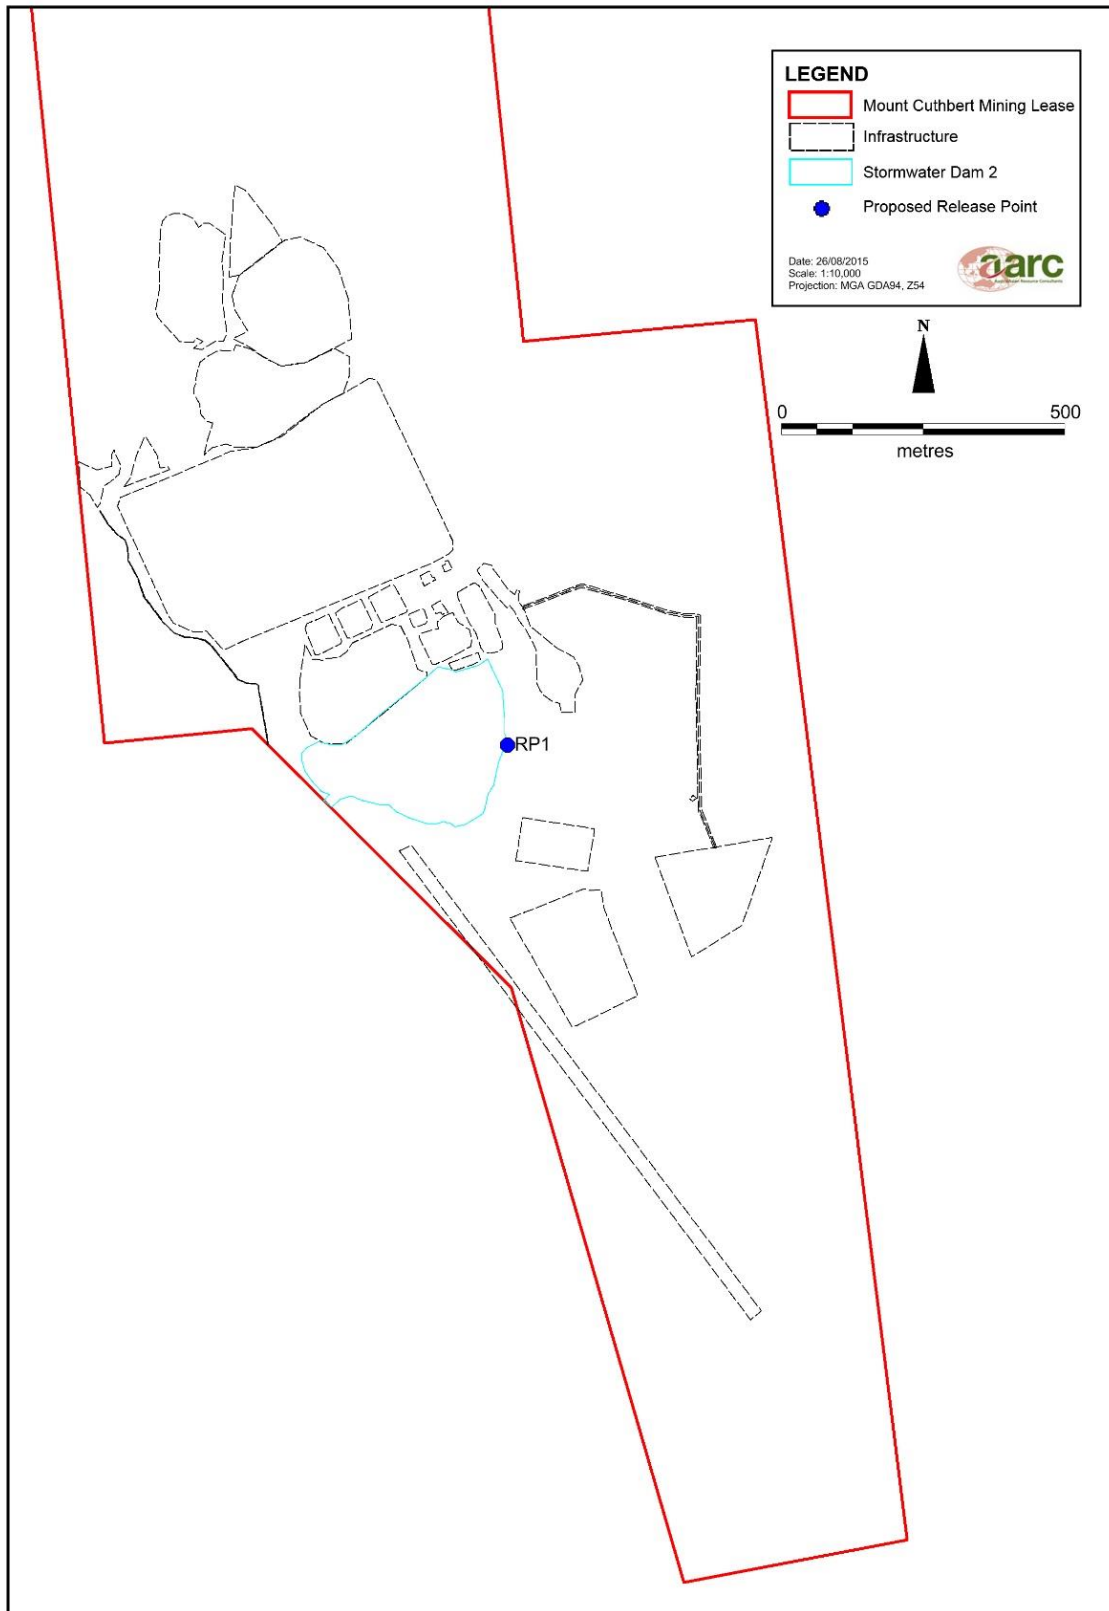 LEGEND
Mount Cuthbert Mining Lease
Infrastructure
Stormwater Dam 2
Proposed Release Point
Date: 26/08/2015
Scale: 1:10,000
Projection: MGA GDA94, Z54
aarc
N
0 500
metres
RP1